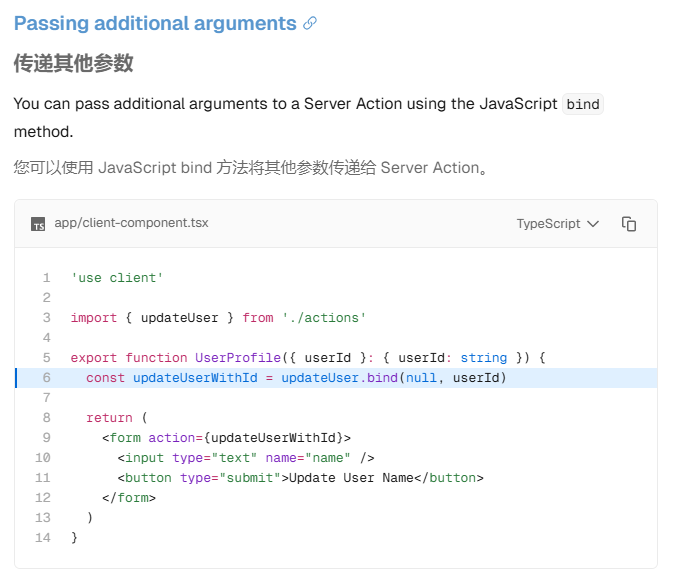 Passing additional arguments
传递其他参数
You can pass additional arguments to a Server Action using the JavaScript bind
method.
您可以使用 JavaScript bind 方法将其他参数传递给 Server Action。
TS app/client-component.tsx TypeScript
1 'use client'
2
3 import { updateUser } from './actions'
4
5 export function UserProfile({ userId }: { userId: string }) {
6   const updateUserWithId = updateUser.bind(null, userId)
7
8   return (
9     <form action={updateUserWithId}>
10       <input type="text" name="name" />
11       <button type="submit">Update User Name</button>
12     </form>
13   )
14 }